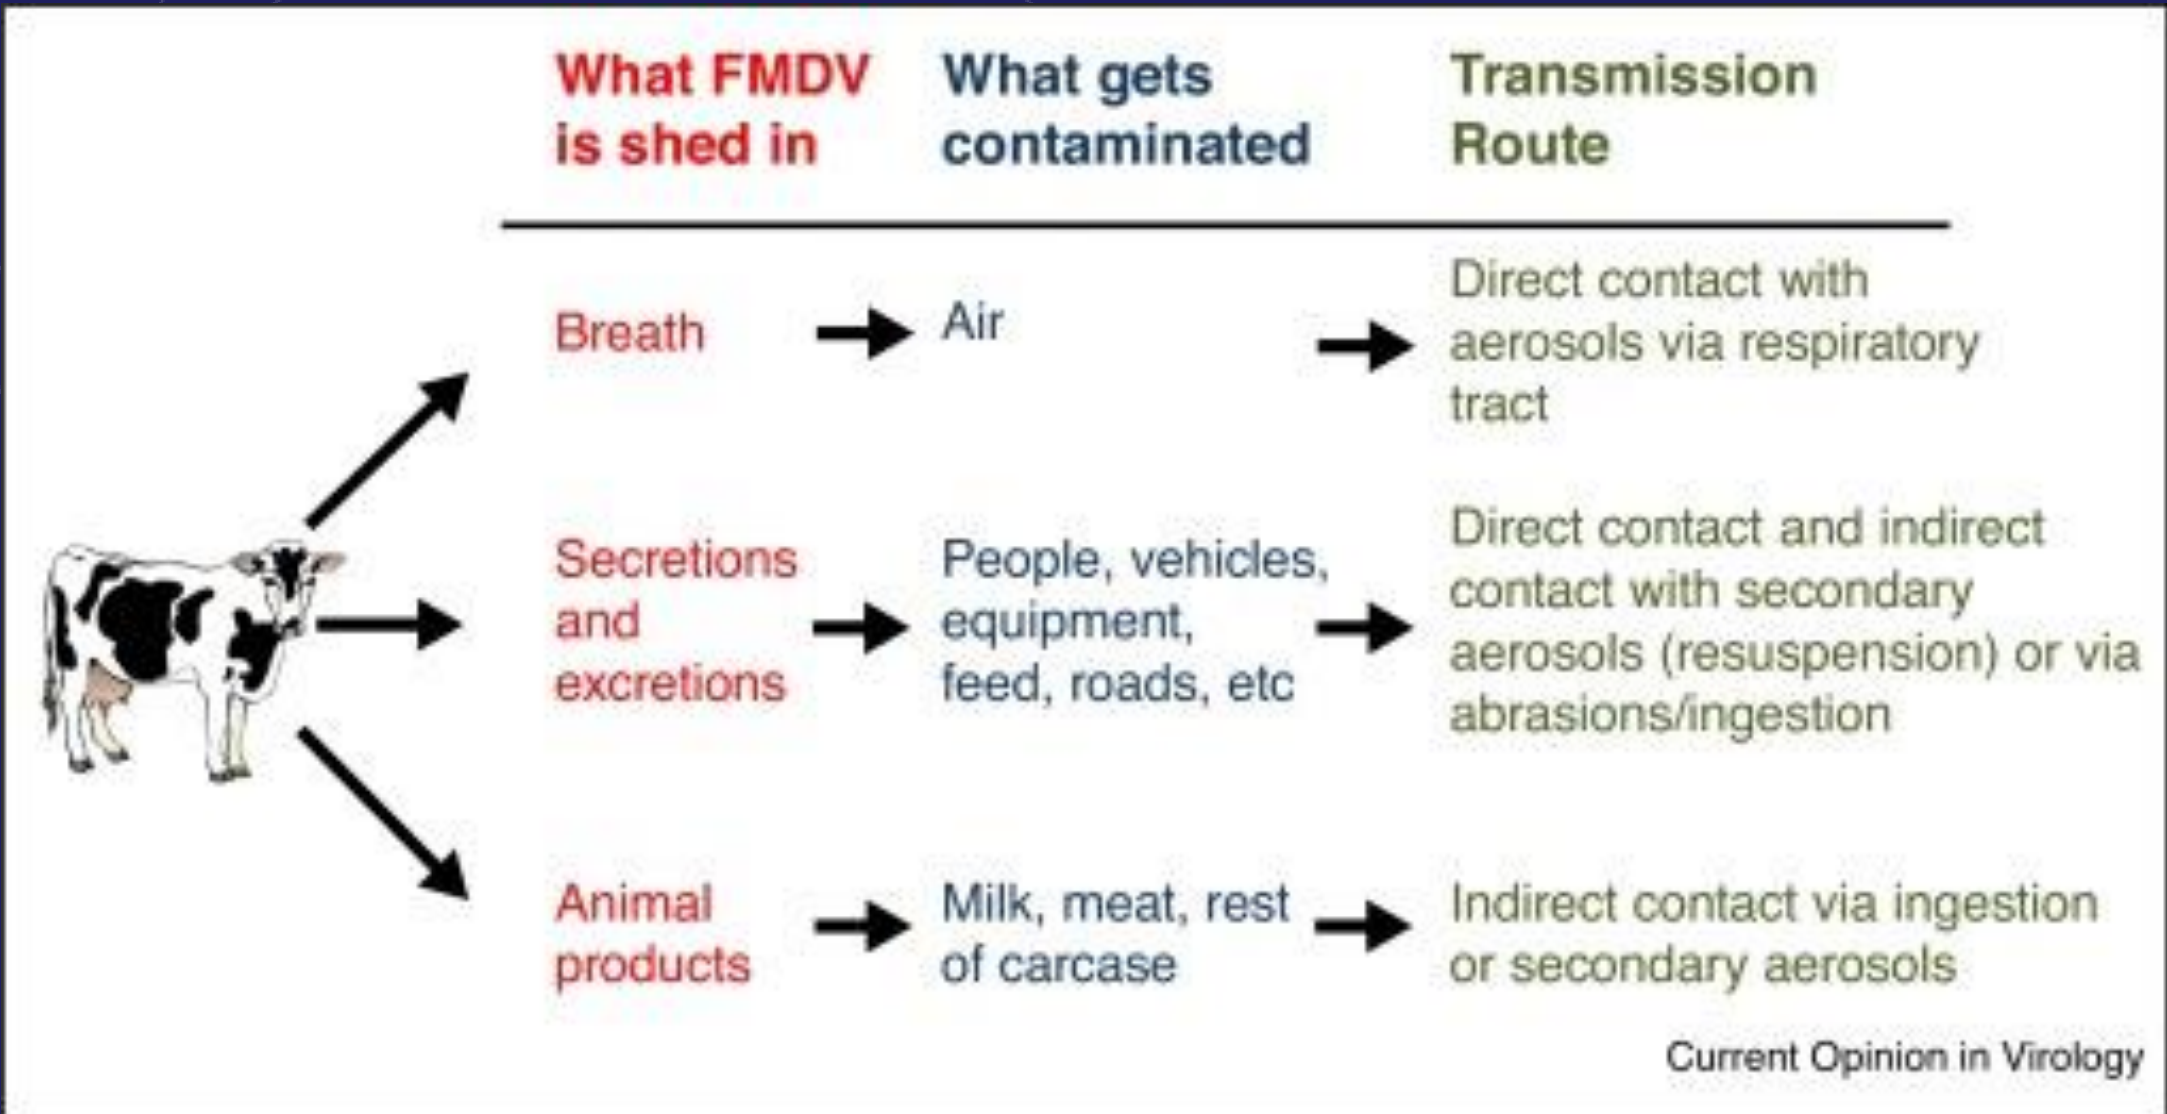 What FMDV
is shed in
What gets
contaminated
Transmission
Route
Breath
Air
Direct contact with
aerosols via respiratory
tract
Secretions
and
excretions
People, vehicles,
equipment,
feed, roads, etc
Direct contact and indirect
contact with secondary
aerosols (resuspension) or via
abrasions/ingestion
Animal
products
Milk, meat, rest
of carcase
Indirect contact via ingestion
or secondary aerosols
Current Opinion in Virology